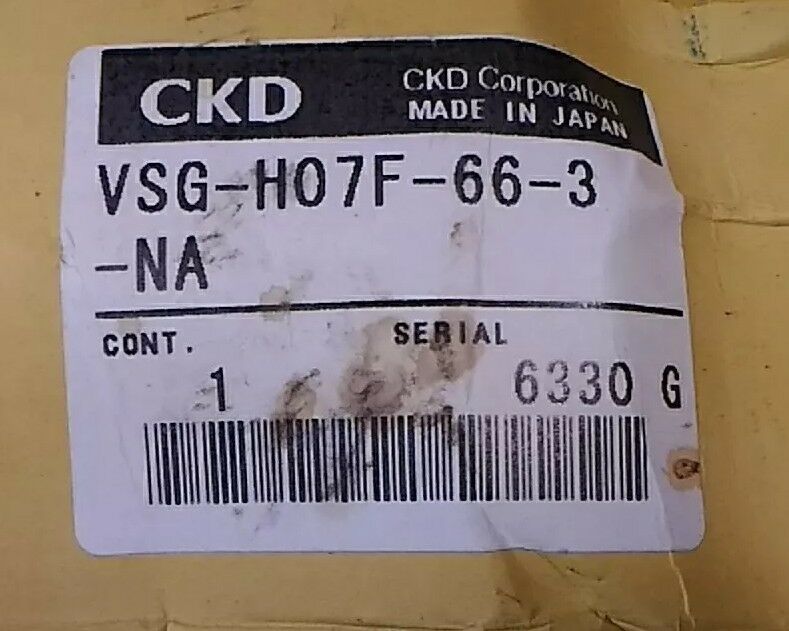 CKD
CKD Corporation
MADE IN JAPAN
VSG-H07F-66-3
-NA
CONT. SERIAL
1 6330 G